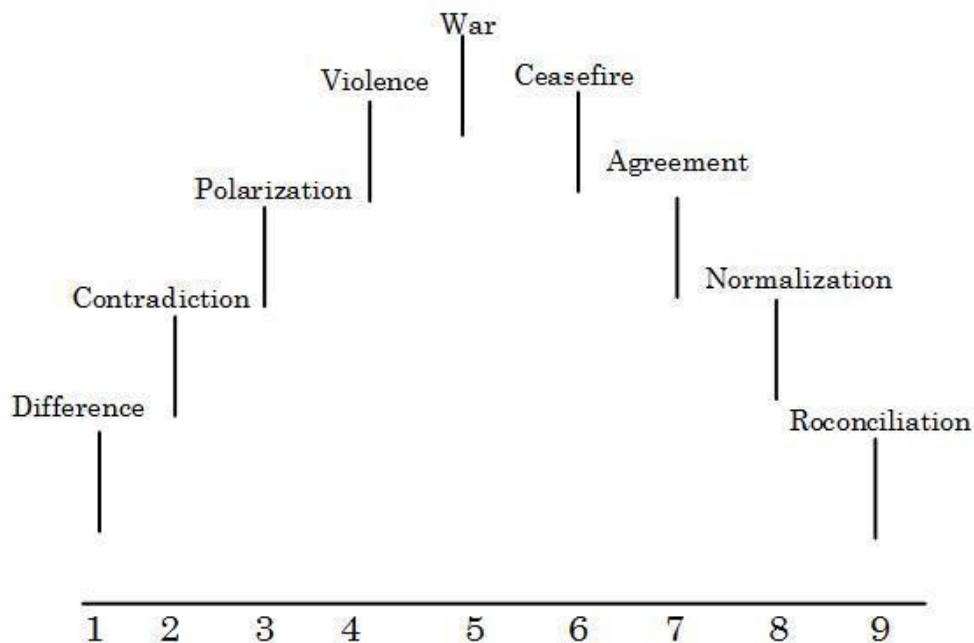 War
Violence
Ceasefire
Polarization
Agreement
Contradiction
Normalization
Difference
Roconciliation
1 2 3 4 5 6 7 8 9